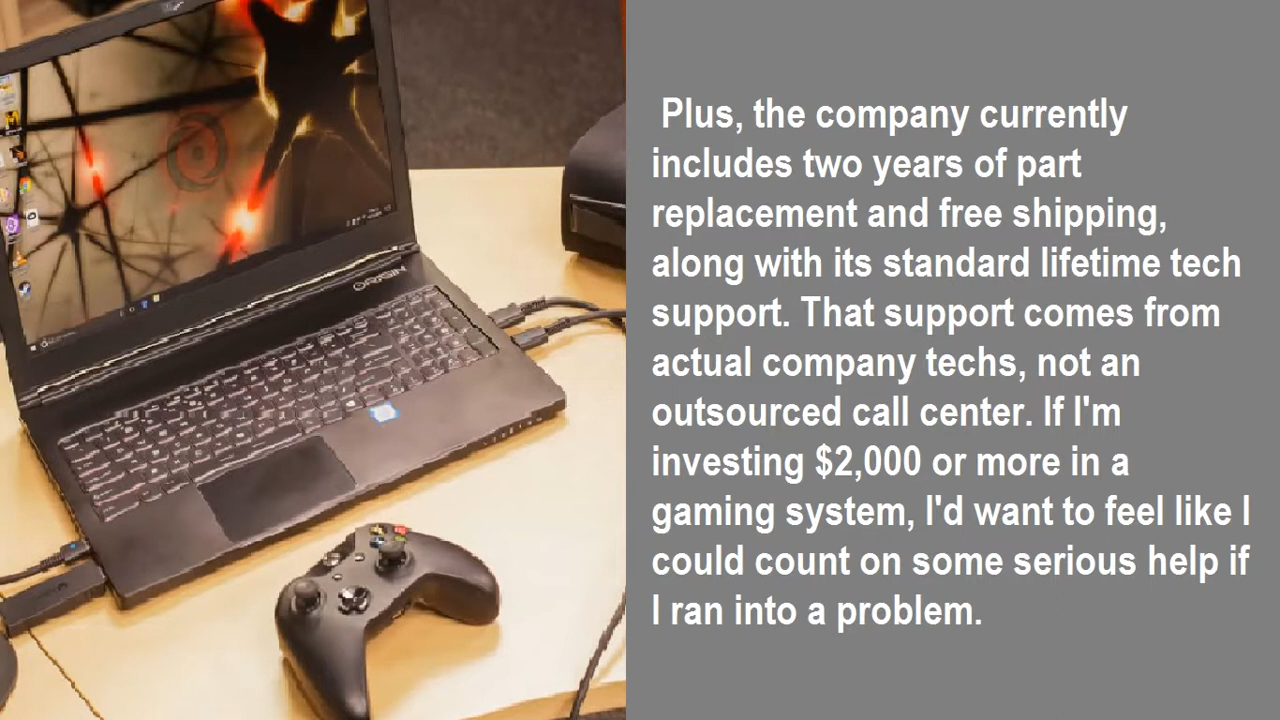 ORIGIN
Plus, the company currently
includes two years of part
replacement and free shipping,
along with its standard lifetime tech
support. That support comes from
actual company techs, not an
outsourced call center. If I'm
investing $2,000 or more in a
gaming system, I'd want to feel like I
could count on some serious help if
I ran into a problem.